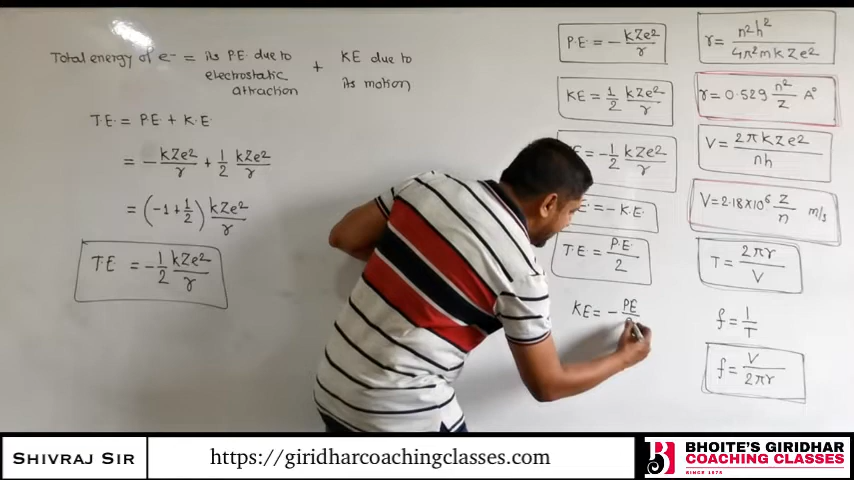 Total energy of e- = its P.E. due to electrostatic attraction + KE due to its motion
T.E = PE + K.E.
= -kZe²/r + 1/2 kZe²/r
= (-1 + 1/2) kZe²/r
T.E = -1/2 kZe²/r
P.E. = -kZe²/r
KE = 1/2 kZe²/r
E = -1/2 kZe²/r
E = -K.E.
T.E = P.E./2
KE = -PE/
r = n²h²/4π²mKZe²
r = 0.529 n²/Z A°
V = 2πKZe²/nh
V = 2.18×10⁶ Z/n m/s
T = 2πr/V
f = 1/T
f = V/2πr
SHIVRAJ SIR
https://giridharcoachingclasses.com
BHOITE'S GIRIDHAR
COACHING CLASSES
SINCE 1975